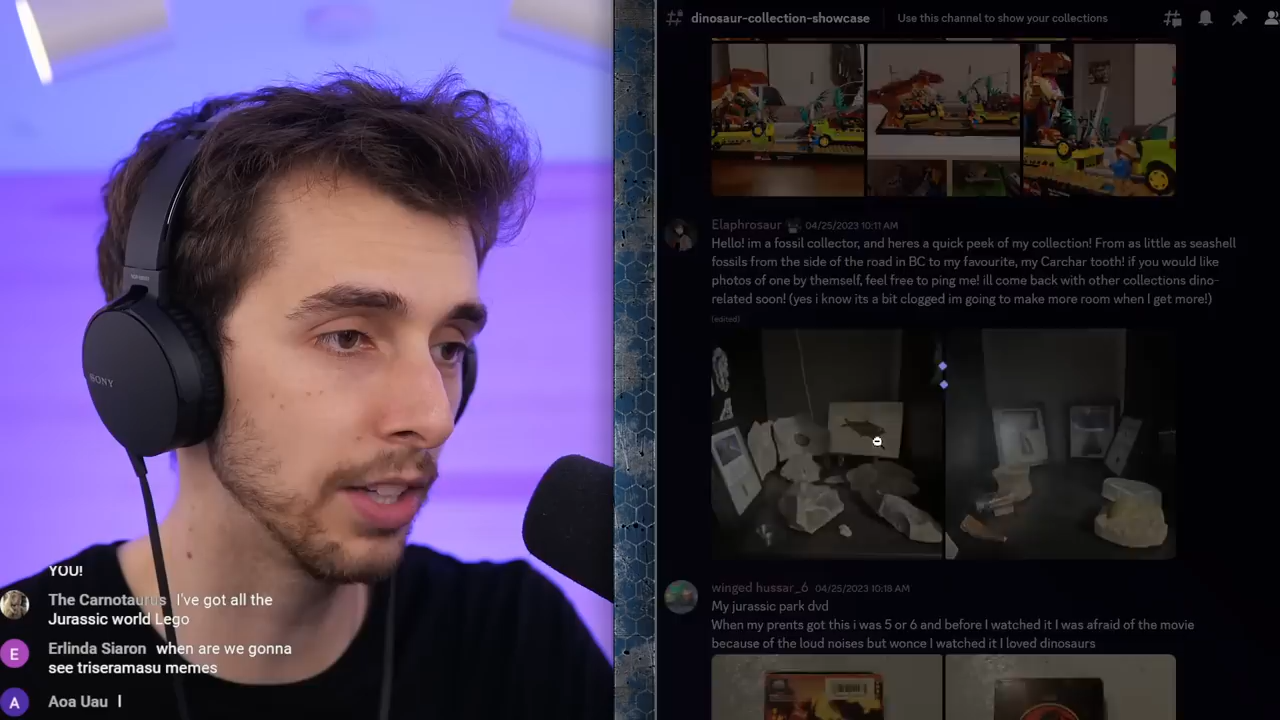 dinosaur-collection-showcase
Use this channel to show your collections
Elaphrosaur 04/25/2023 10:11 AM
Hello! im a fossil collector, and heres a quick peek of my collection! From as little as seashell
fossils from the side of the road in BC to my favourite, my Carchar tooth! if you would like
photos of one by themself, feel free to ping me! ill come back with other collections dino-
related soon! (yes i know its a bit clogged im going to make more room when I get more!)
(edited)
winged hussar_6 04/25/2023 10:18 AM
My jurassic park dvd
When my prents got this i was 5 or 6 and before I watched it I was afraid of the movie
because of the loud noises but wonce I watched it I loved dinosaurs
SONY
YOU!
The Carnotaurus I've got all the
Jurassic world Lego
E
Erlinda Siaron when are we gonna
see triseramasu memes
A
Aoa Uau I